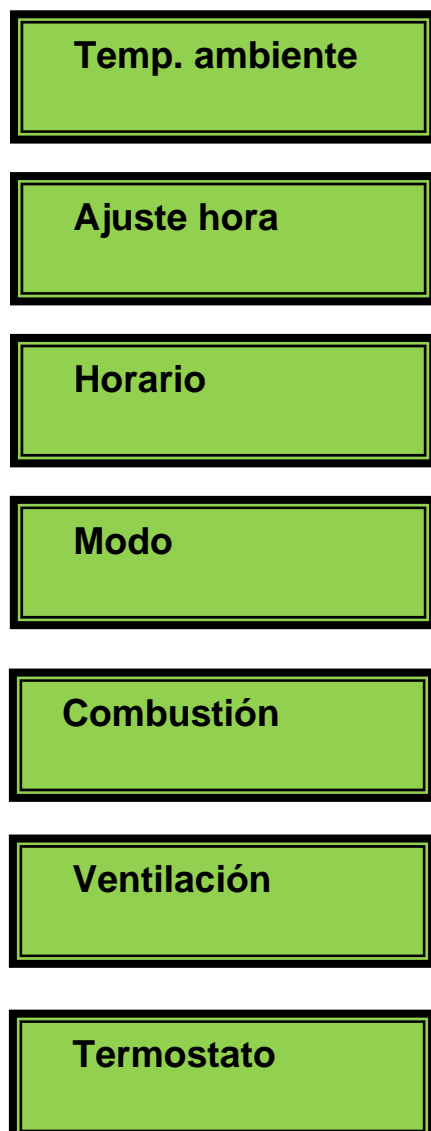 Temp. ambiente
Ajuste hora
Horario
Modo
Combustión
Ventilación
Termostato